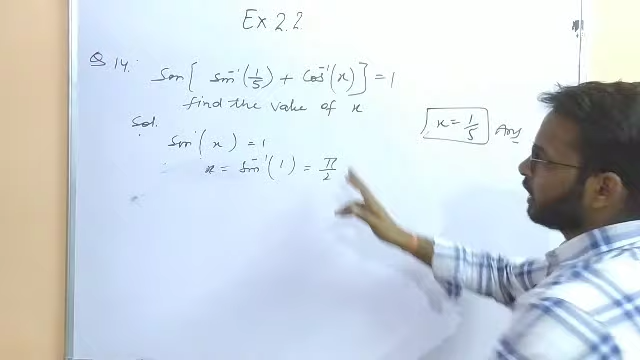 Ex 2.2
Q 14. Sin[ sin⁻¹(1/5) + Cos⁻¹(x)] = 1
find the value of x
Sol.
x = 1/5 Ans
Sin (x) = 1
x = Sin⁻¹(1) = π/2